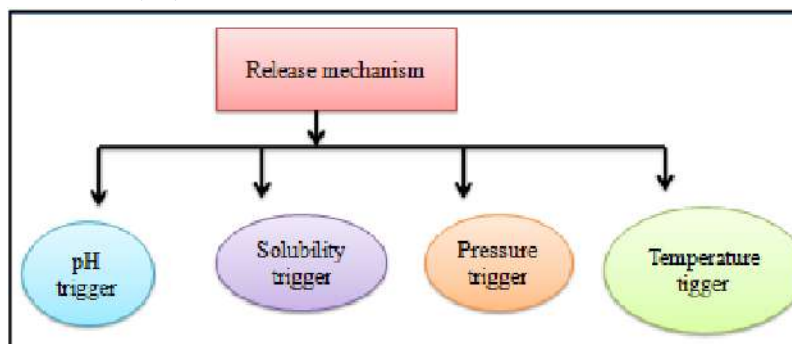 Release mechanism
pH
trigger
Solubility
trigger
Pressure
trigger
Temperature
tigger